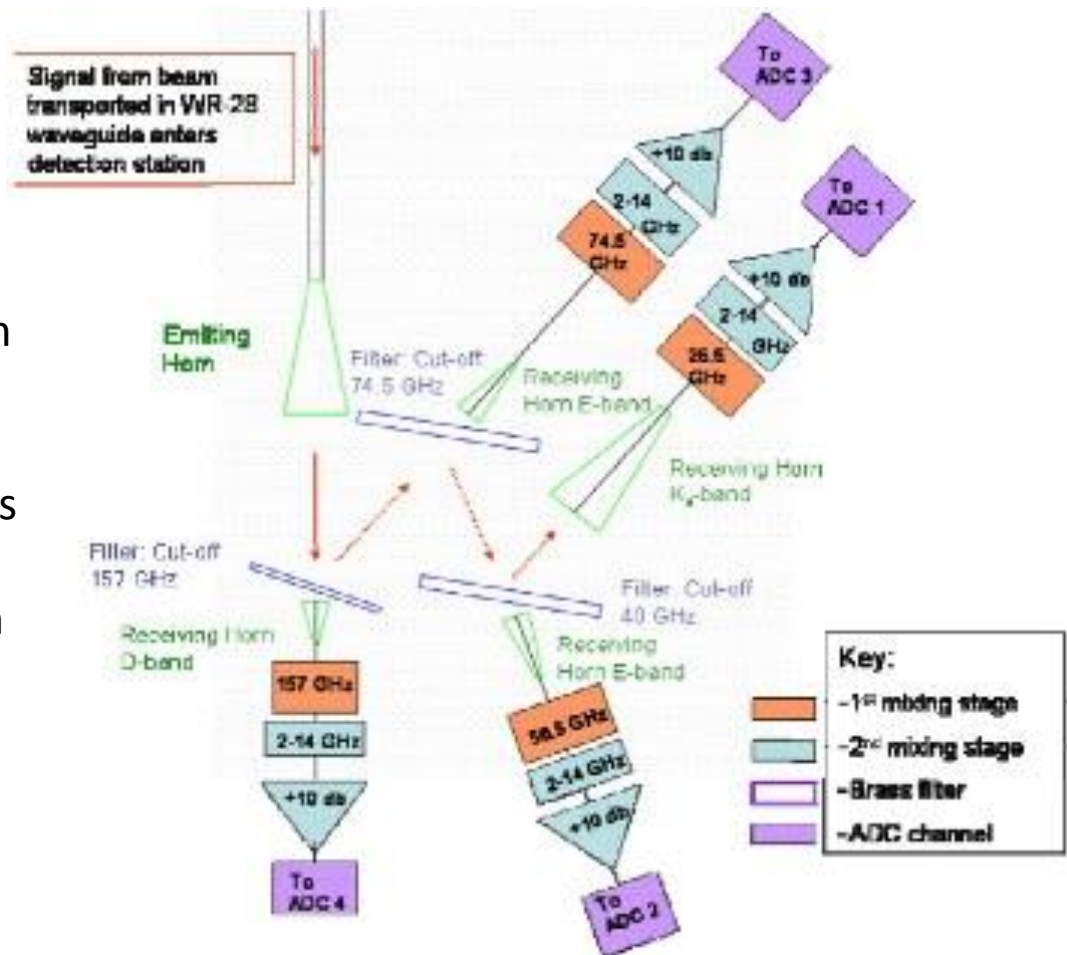 Signal from beam
transported in WR-28
waveguide enters
detection station
To
ADC 3
+10 db
2-14
GHz
74.5
GHz
To
ADC 1
+10 db
2-14
GHz
26.5
GHz
Emitting
Horn
Filter: Cut-off
74.5 GHz
Receiving
Horn E-band
Receiving Horn
Ka-band
s
Filter: Cut-off
157 GHz
Filter: Cut-off
40 GHz
Receiving Horn
D-band
Receiving
Horn E-band
157 GHz
2-14 GHz
+10 db
To
ADC 4
56.5 GHz
2-14 GHz
+10 db
To
ADC 2
Key:
-1st mixing stage
-2nd mixing stage
-Brass filter
-ADC channel